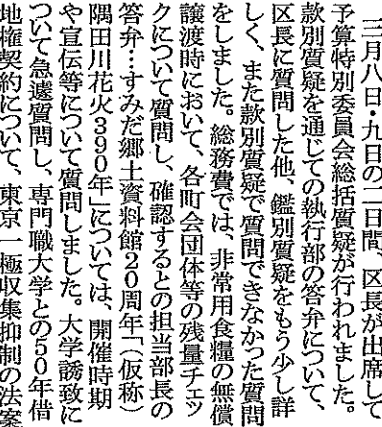 三月八日・九日の二日間、区長が出席して
予算特別委員会総括質疑が行われました。
款別質疑を通じての執行部の答弁について、
区長に質問した他、鑑別質疑をもう少し詳
しく、また款別質疑で質問できなかった質問
をしました。総務費では、非常用食糧の無償
譲渡時において、各町会団体等の残量チェッ
クについて質問し、確認するとの担当部長の
答弁…すみだ郷土資料館20周年「（仮称）
隅田川花火390年」については、開催時期
や宣伝等について質問しました。大学誘致に
ついて急遽質問し、専門職大学との50年借
地権契約について、東京一極収集抑制の法案